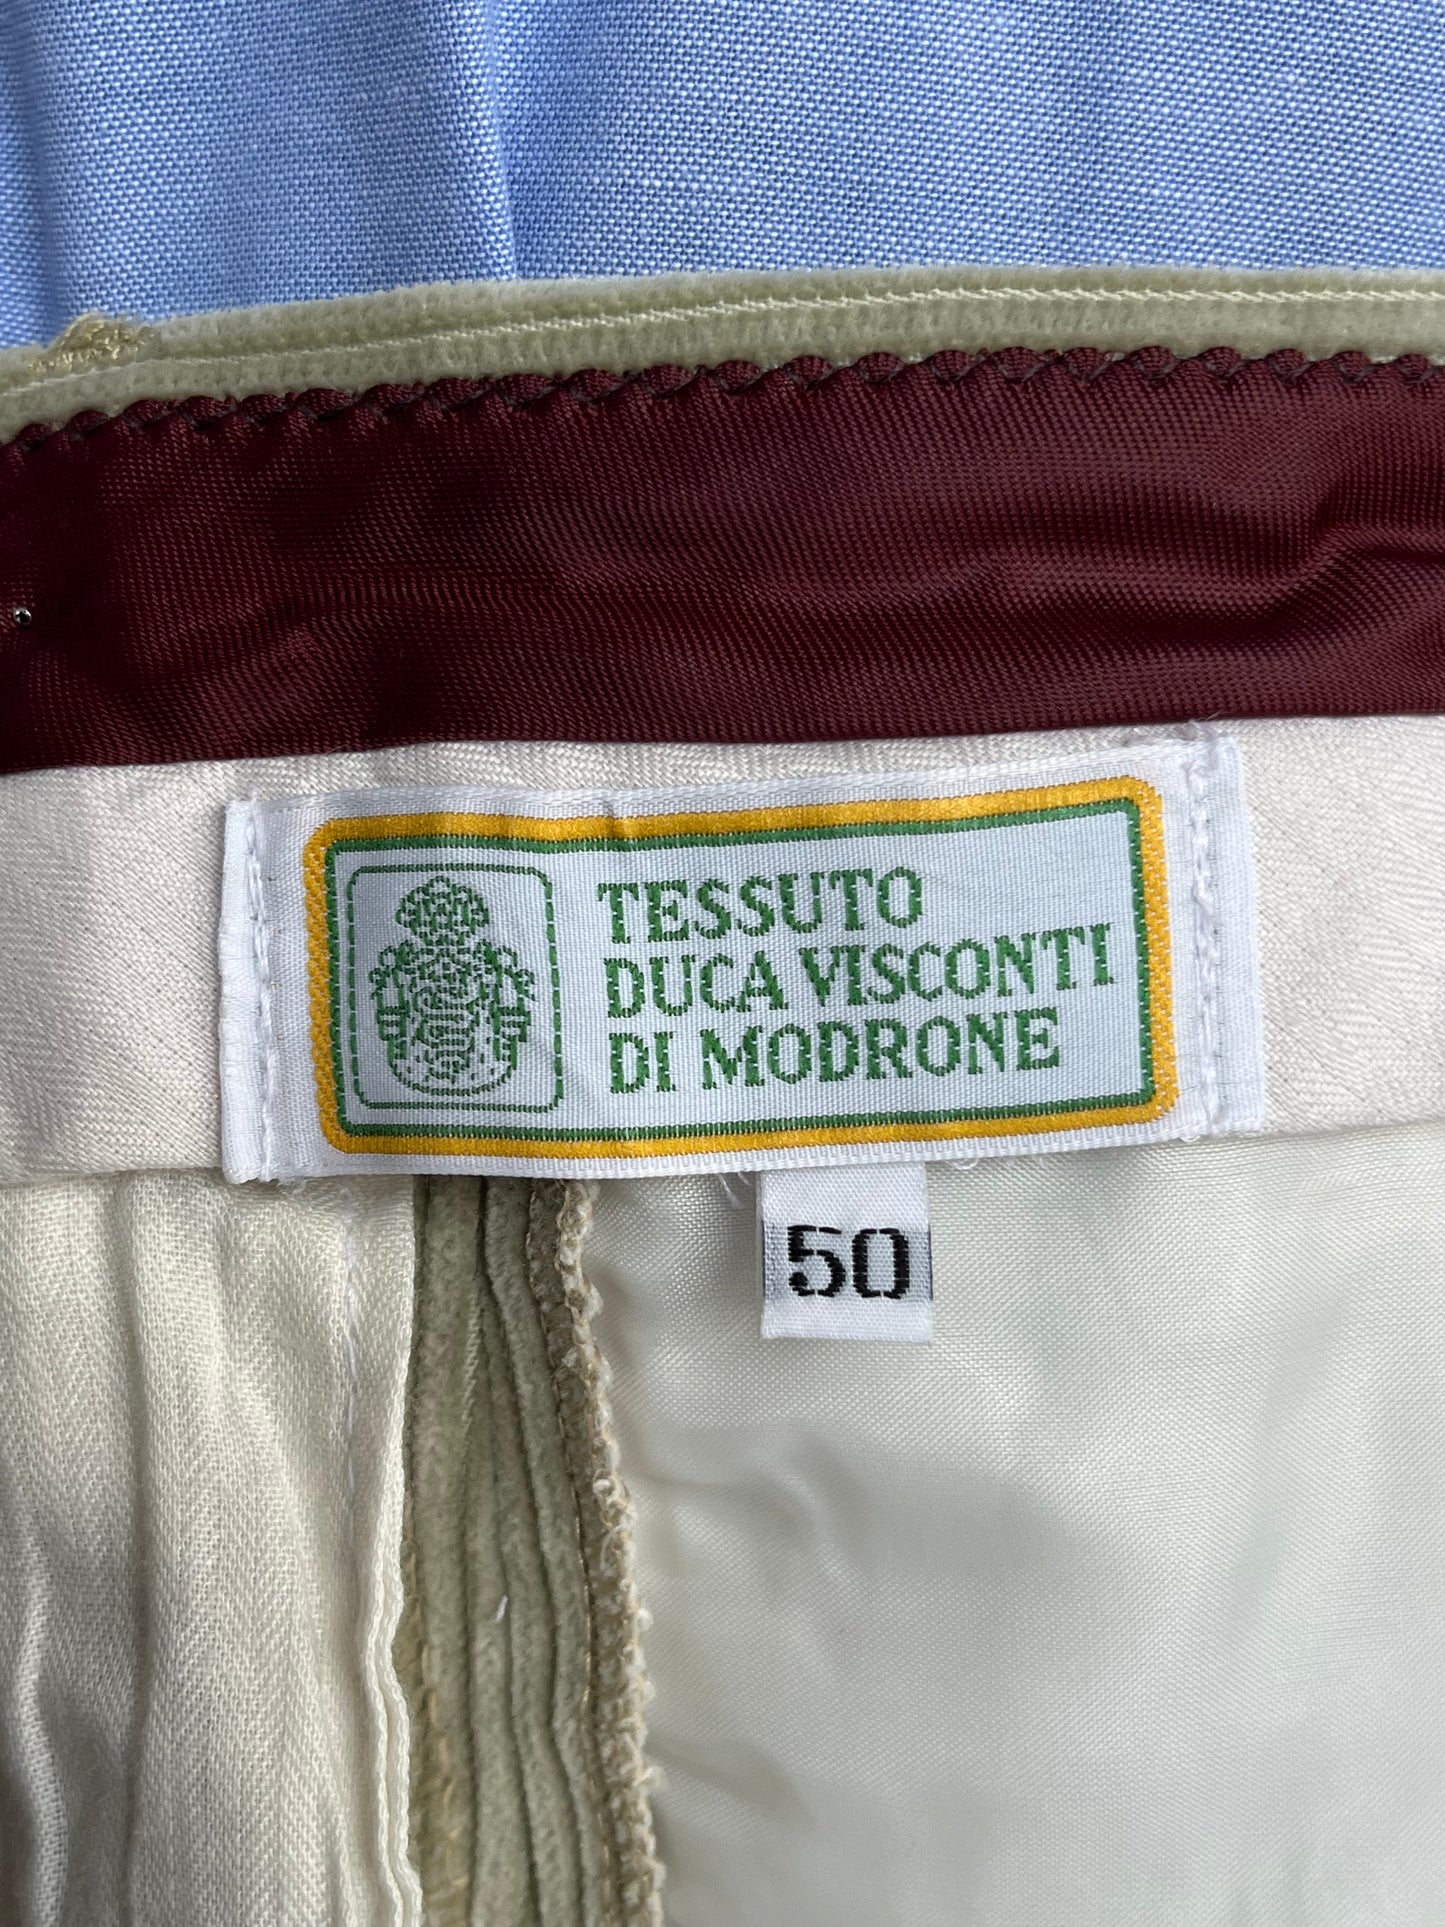 TESSUTO
DUCA VISCONTI
DI MODRONE
50